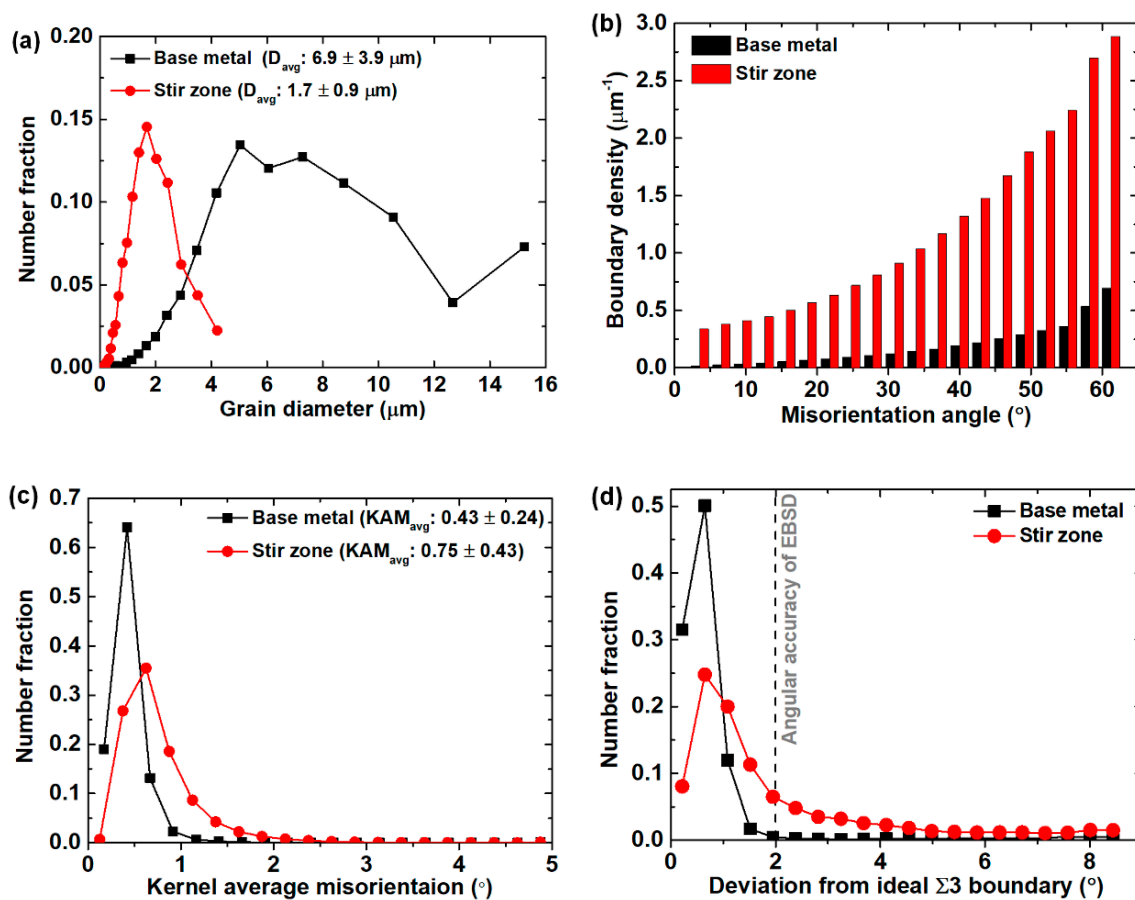 (a)
0.20
0.15
0.10
0.05
0.00
Number fraction
Base metal (Davg: 6.9 ± 3.9 μm)
Stir zone (Davg: 1.7 ± 0.9 μm)
0 2 4 6 8 10 12 14 16
Grain diameter (μm)
(b)
3.0
2.5
2.0
1.5
1.0
0.5
0.0
Boundary density (μm-1)
Base metal
Stir zone
0 10 20 30 40 50 60
Misorientation angle (°)
(c)
0.7
0.6
0.5
0.4
0.3
0.2
0.1
0.0
Number fraction
Base metal (KAMavg: 0.43 ± 0.24)
Stir zone (KAMavg: 0.75 ± 0.43)
0 1 2 3 4 5
Kernel average misorientaion (°)
(d)
0.5
0.4
0.3
0.2
0.1
0.0
Number fraction
Angular accuracy of EBSD
Base metal
Stir zone
0 2 4 6 8
Deviation from ideal Σ3 boundary (°)